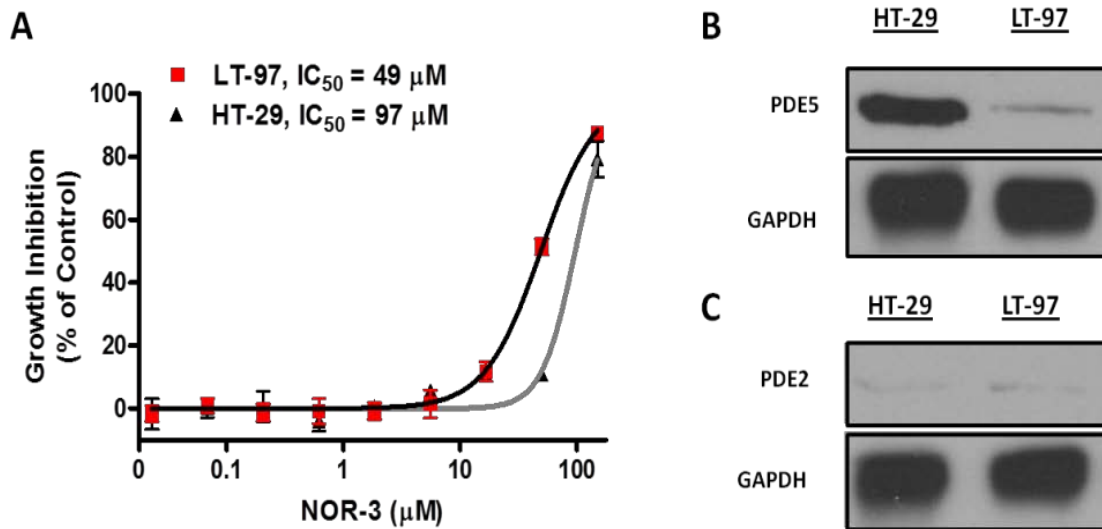 A
LT-97, IC50 = 49 μM
HT-29, IC50 = 97 μM
100
80
60
40
20
0
Growth Inhibition
(% of Control)
0 0.1 1 10 100
NOR-3 (μM)
B
HT-29 LT-97
PDE5
GAPDH
C
HT-29 LT-97
PDE2
GAPDH